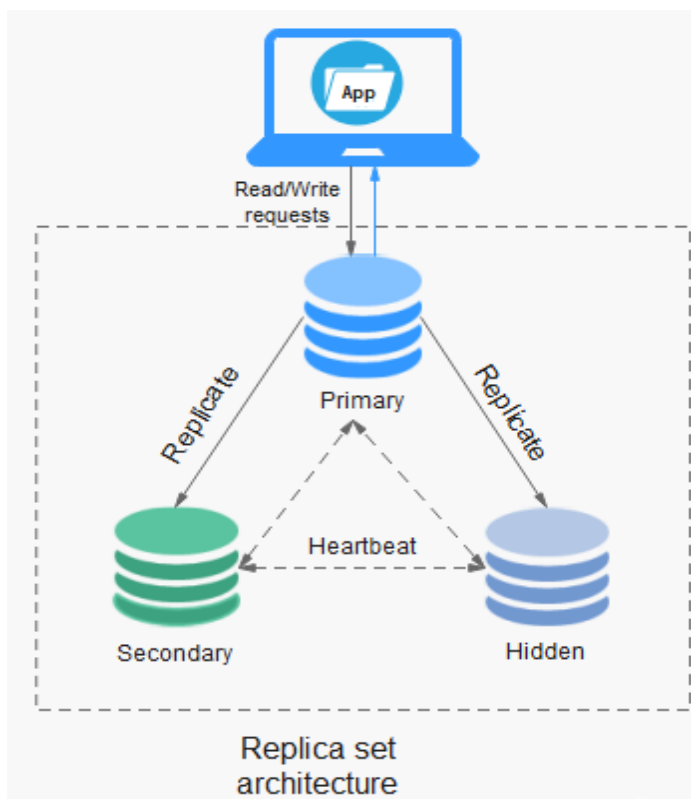 App
Read/Write
requests
Primary
Replicate
Replicate
Heartbeat
Secondary
Hidden
Replica set
architecture